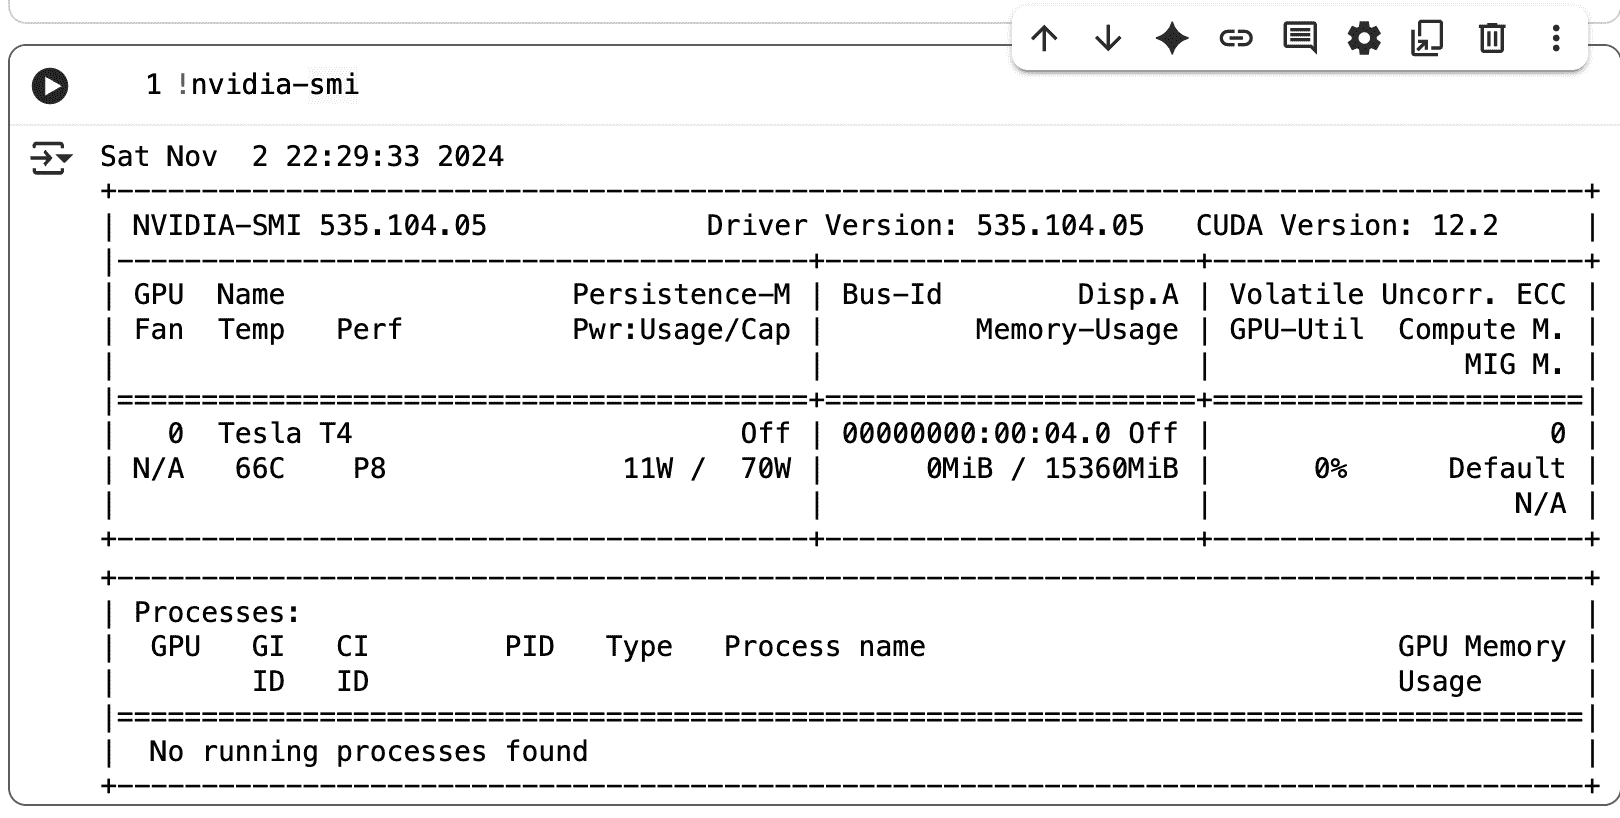 1 !nvidia-smi
Sat Nov  2 22:29:33 2024
+---------------------------------------------------------------------------------------+
| NVIDIA-SMI 535.104.05             Driver Version: 535.104.05   CUDA Version: 12.2     |
|-----------------------------------------+----------------------+----------------------+
| GPU  Name                 Persistence-M | Bus-Id        Disp.A | Volatile Uncorr. ECC |
| Fan  Temp   Perf          Pwr:Usage/Cap |         Memory-Usage | GPU-Util  Compute M. |
|                                         |                      |               MIG M. |
|=========================================+======================+======================|
|   0  Tesla T4                       Off | 00000000:00:04.0 Off |                    0 |
| N/A   66C    P8              11W /  70W |      0MiB / 15360MiB |      0%      Default |
|                                         |                      |                  N/A |
+-----------------------------------------+----------------------+----------------------+
+---------------------------------------------------------------------------------------+
| Processes:                                                                            |
|  GPU   GI   CI        PID   Type   Process name                            GPU Memory |
|        ID   ID                                                             Usage      |
|=======================================================================================|
|  No running processes found                                                           |
+---------------------------------------------------------------------------------------+